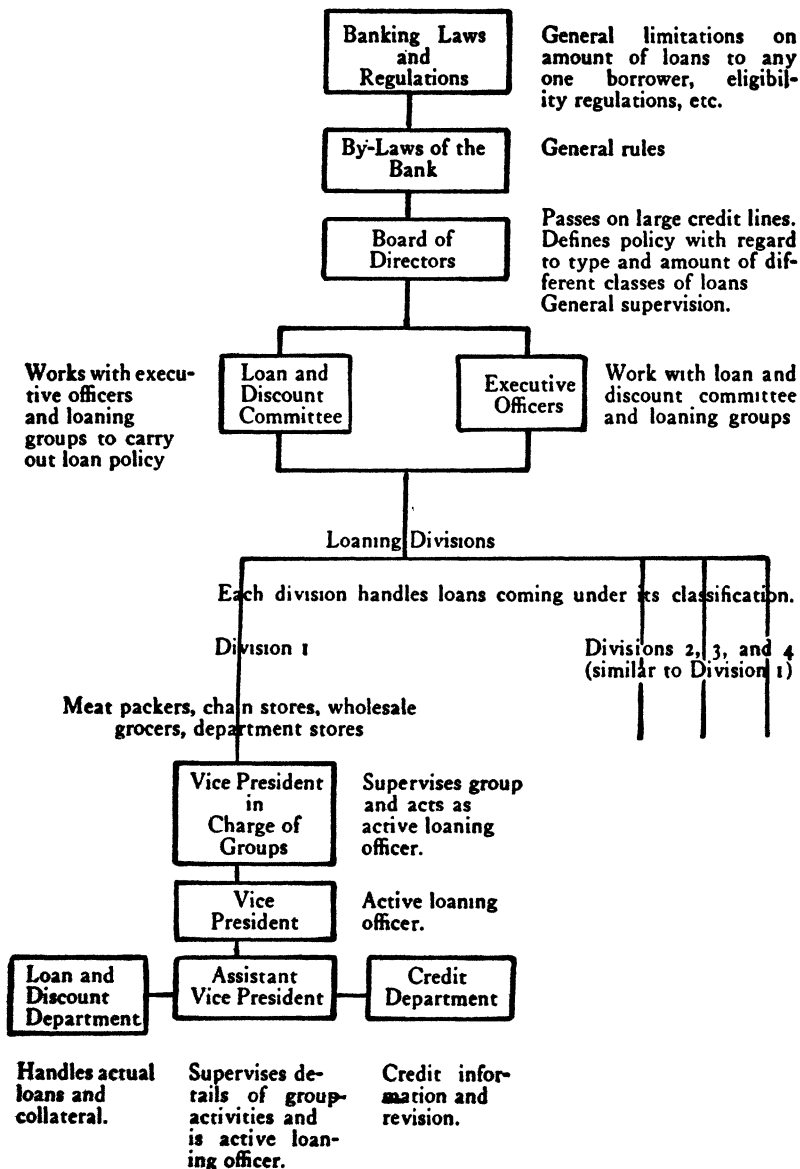 Banking Laws
and
Regulations
General limitations on
amount of loans to any
one borrower, eligibil-
ity regulations, etc.
By-Laws of the
Bank
General rules
Board of
Directors
Passes on large credit lines.
Defines policy with regard
to type and amount of dif-
ferent classes of loans
General supervision.
Works with execu-
tive officers
and loaning
groups to carry
out loan policy
Loan and
Discount
Committee
Executive
Officers
Work with loan and
discount committee
and loaning groups
Loaning Divisions
Each division handles loans coming under its classification.
Division 1
Divisions 2, 3, and 4
(similar to Division 1)
Meat packers, chain stores, wholesale
grocers, department stores
Vice President
in
Charge of
Groups
Supervises group
and acts as
active loaning
officer.
Vice
President
Active loaning
officer.
Loan and
Discount
Department
Assistant
Vice President
Credit
Department
Handles actual
loans and
collateral.
Supervises de-
tails of group
activities and
is active loan-
ing officer.
Credit infor-
mation and
revision.